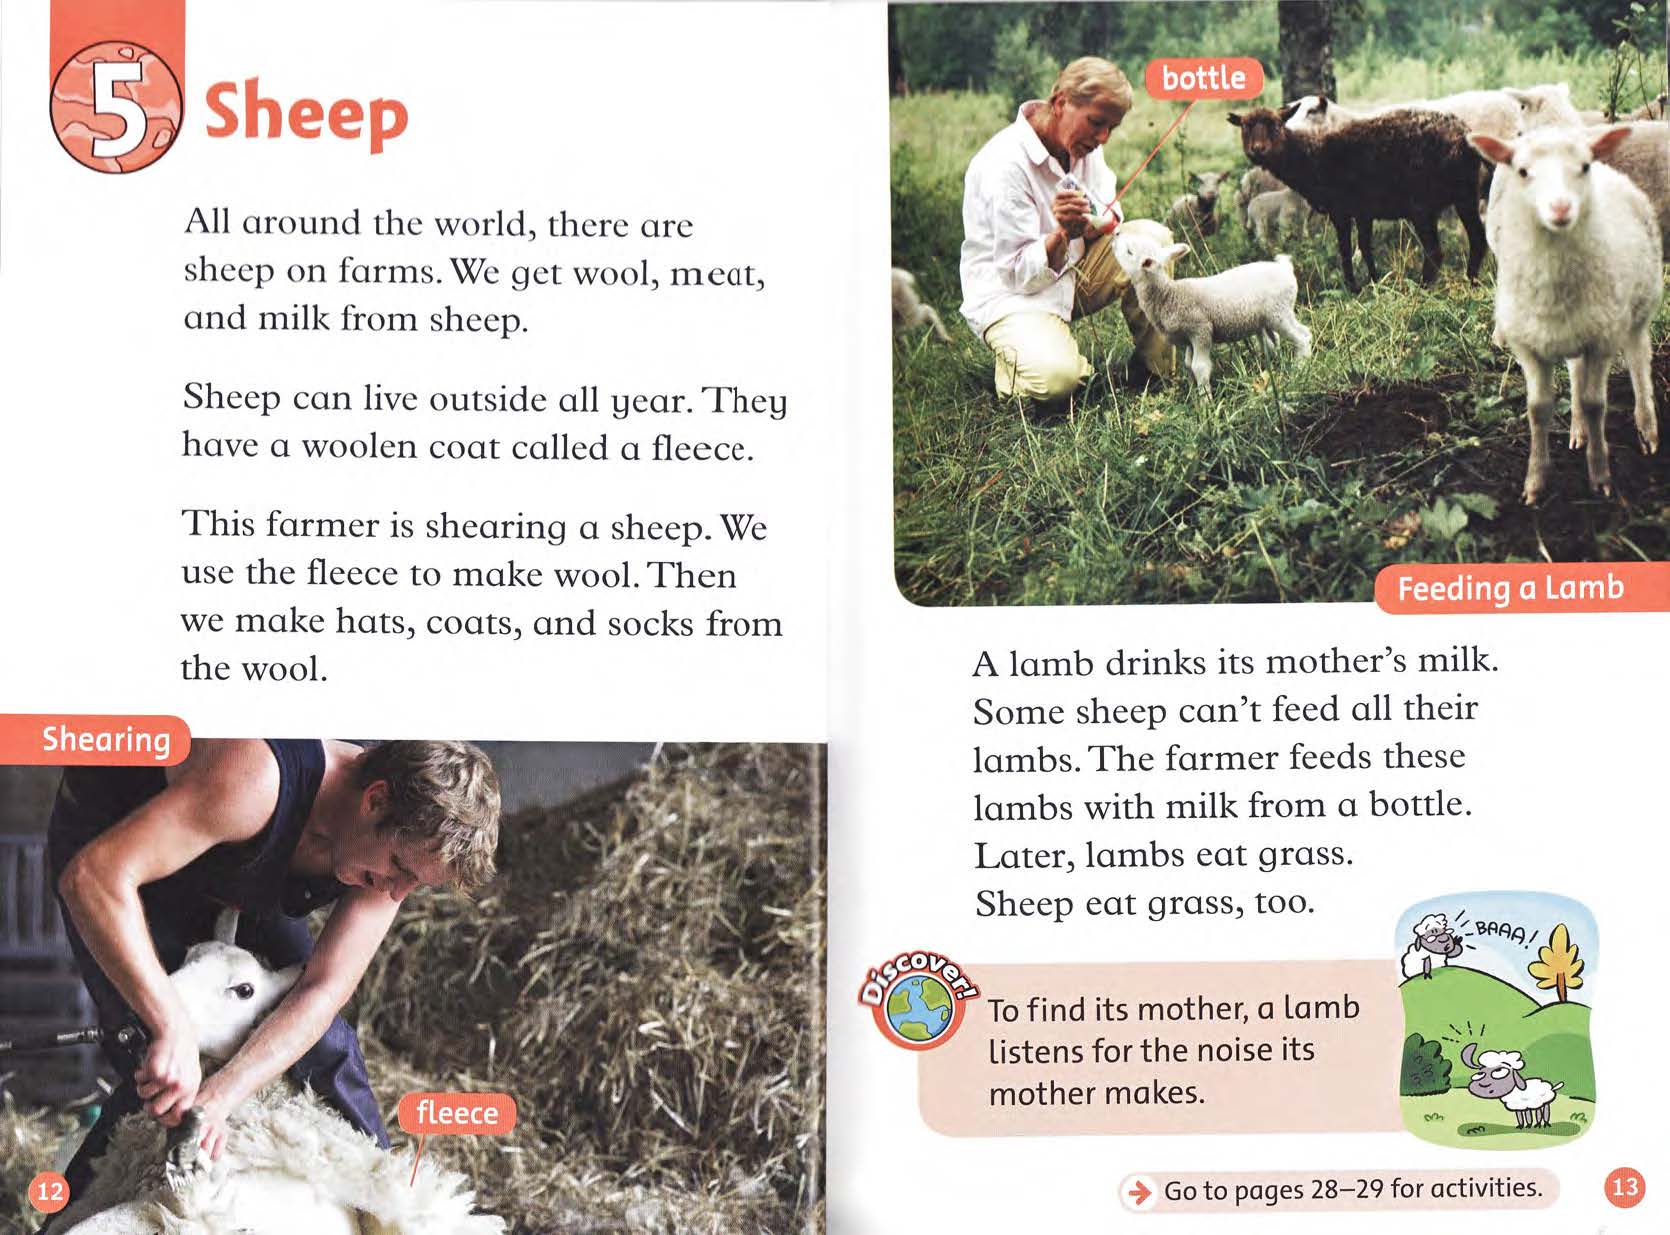 5
Sheep
All around the world, there are
sheep on farms. We get wool, meat,
and milk from sheep.
Sheep can live outside all year. They
have a woolen coat called a fleece.
This farmer is shearing a sheep. We
use the fleece to make wool. Then
we make hats, coats, and socks from
the wool.
Shearing
fleece
12
bottle
Feeding a Lamb
A lamb drinks its mother's milk.
Some sheep can't feed all their
lambs. The farmer feeds these
lambs with milk from a bottle.
Later, lambs eat grass.
Sheep eat grass, too.
Discover!
To find its mother, a lamb
listens for the noise its
mother makes.
BAAA!
Go to pages 28–29 for activities.
13